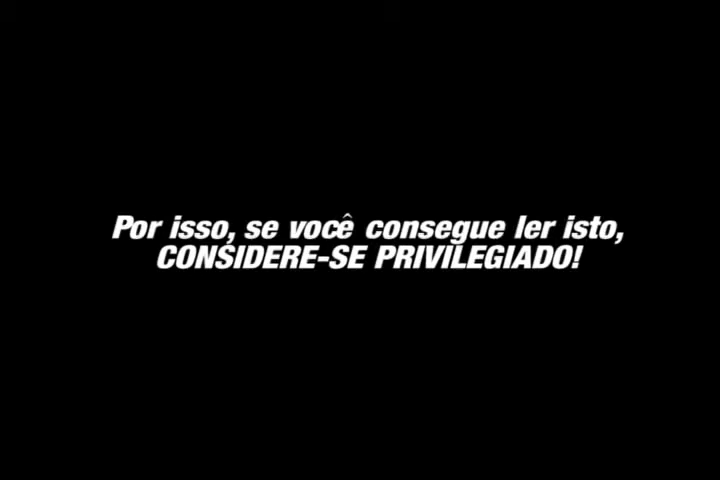 Por isso, se você consegue ler isto,
CONSIDERE-SE PRIVILEGIADO!